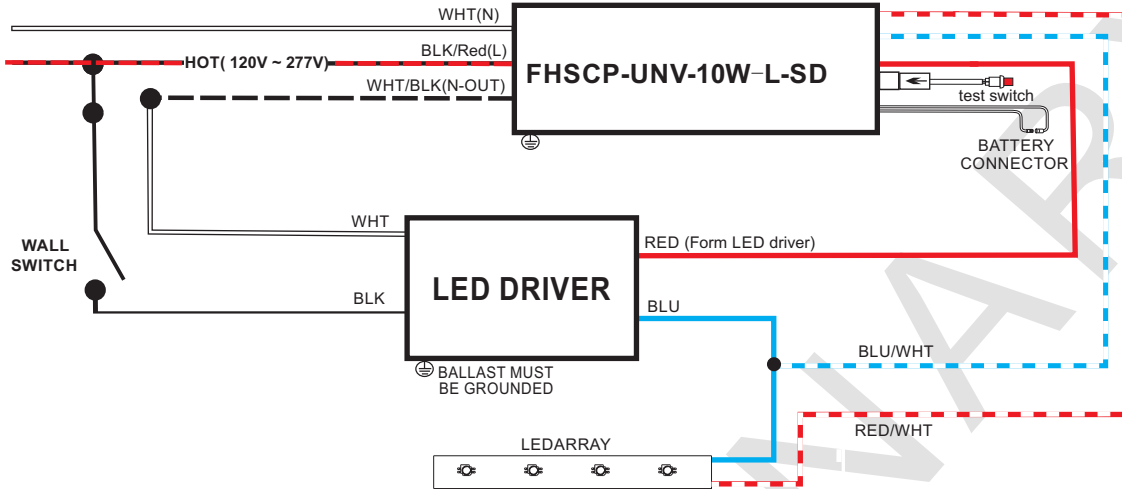 WHT(N)
BLK/Red(L)
HOT( 120V ~ 277V)
WHT/BLK(N-OUT)
FHSCP-UNV-10W-L-SD
test switch
BATTERY
CONNECTOR
WHT
WALL
SWITCH
RED (Form LED driver)
LED DRIVER
BLK
BLU
BLU/WHT
BALLAST MUST
BE GROUNDED
RED/WHT
LEDARRAY